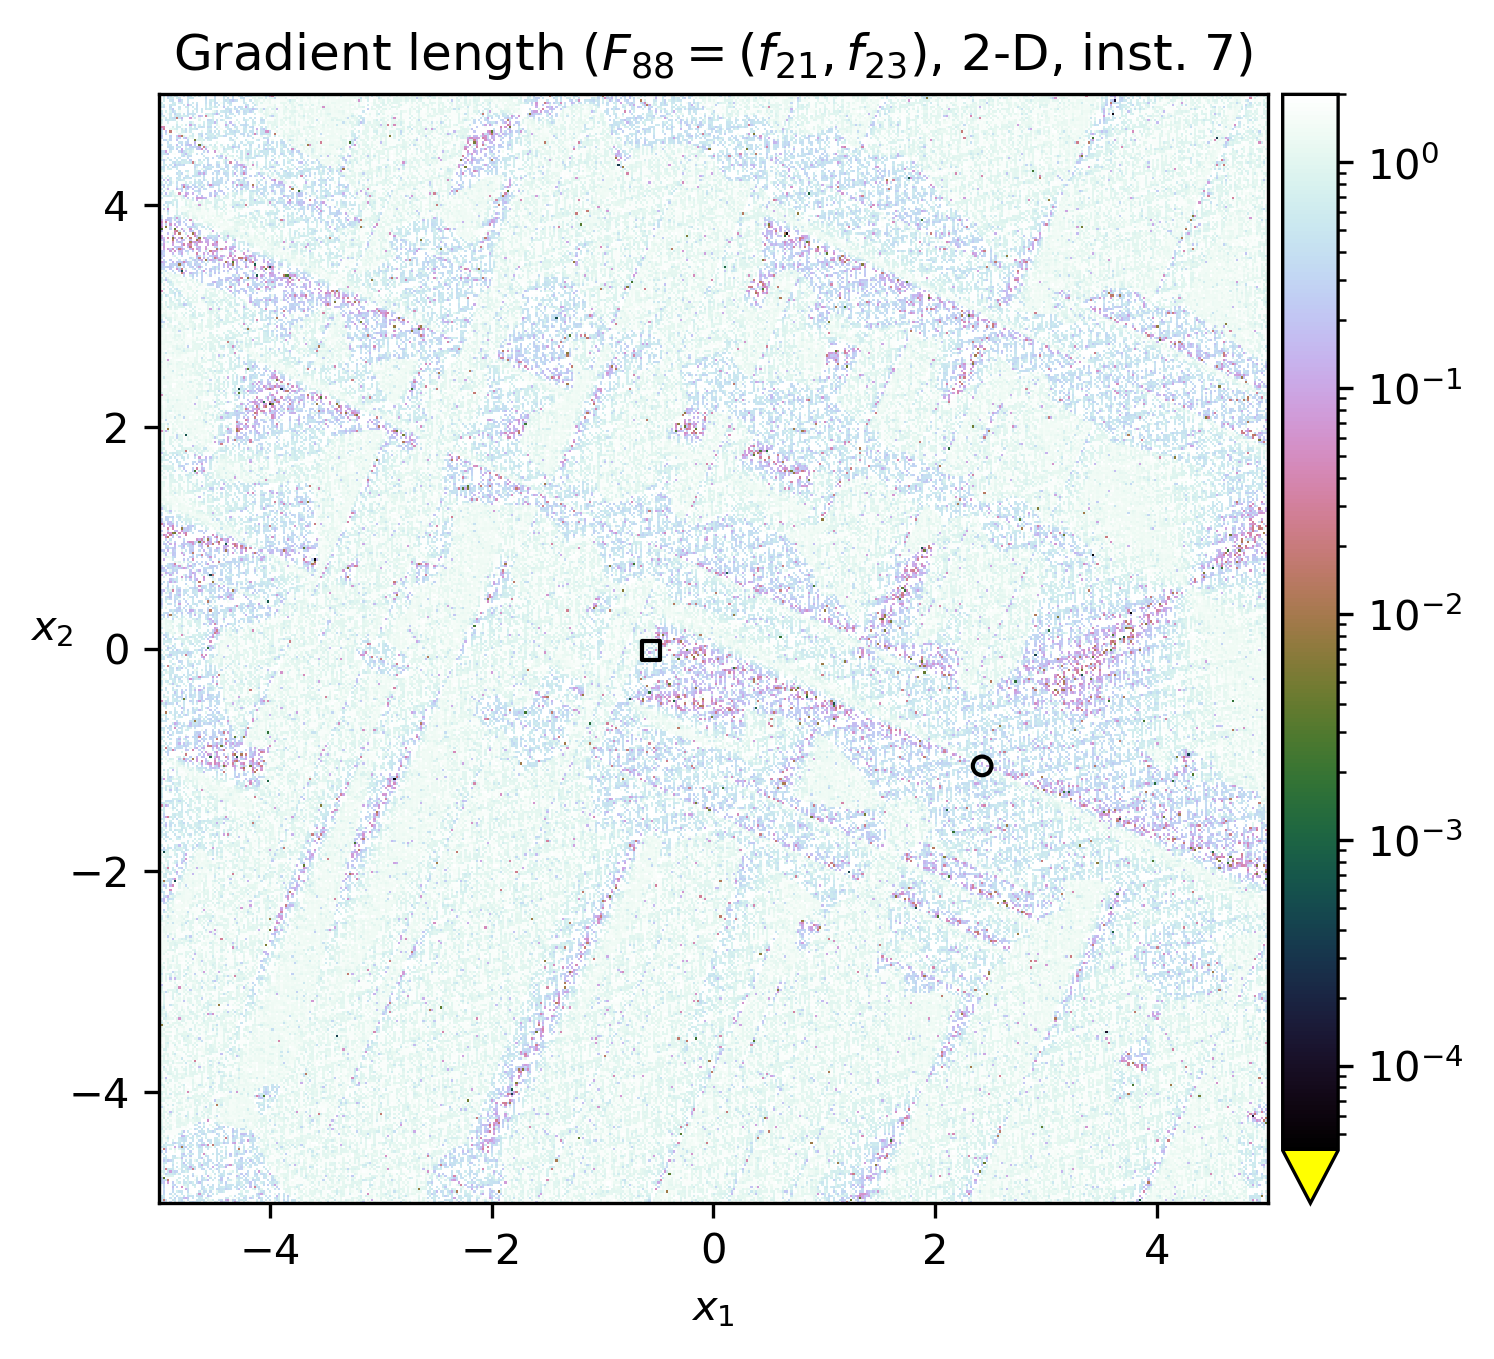 Gradient length (F₈₈ = (f₂₁, f₂₃), 2-D, inst. 7)
10⁰
4
10⁻¹
2
10⁻²
x₂ 0
10⁻³
−2
10⁻⁴
−4
−4 −2 0 2 4
x₁